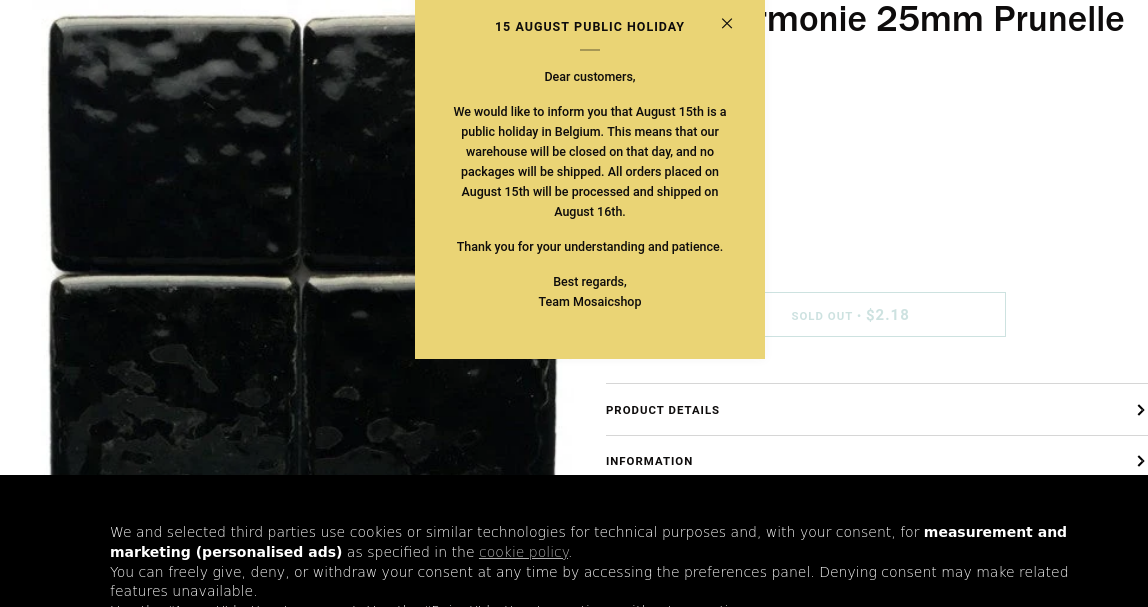 rmonie 25mm Prunelle
15 AUGUST PUBLIC HOLIDAY
Dear customers,
We would like to inform you that August 15th is a
public holiday in Belgium. This means that our
warehouse will be closed on that day, and no
packages will be shipped. All orders placed on
August 15th will be processed and shipped on
August 16th.
Thank you for your understanding and patience.
Best regards,
Team Mosaicshop
SOLD OUT • $2.18
PRODUCT DETAILS
INFORMATION
We and selected third parties use cookies or similar technologies for technical purposes and, with your consent, for measurement and
marketing (personalised ads) as specified in the cookie policy.
You can freely give, deny, or withdraw your consent at any time by accessing the preferences panel. Denying consent may make related
features unavailable.